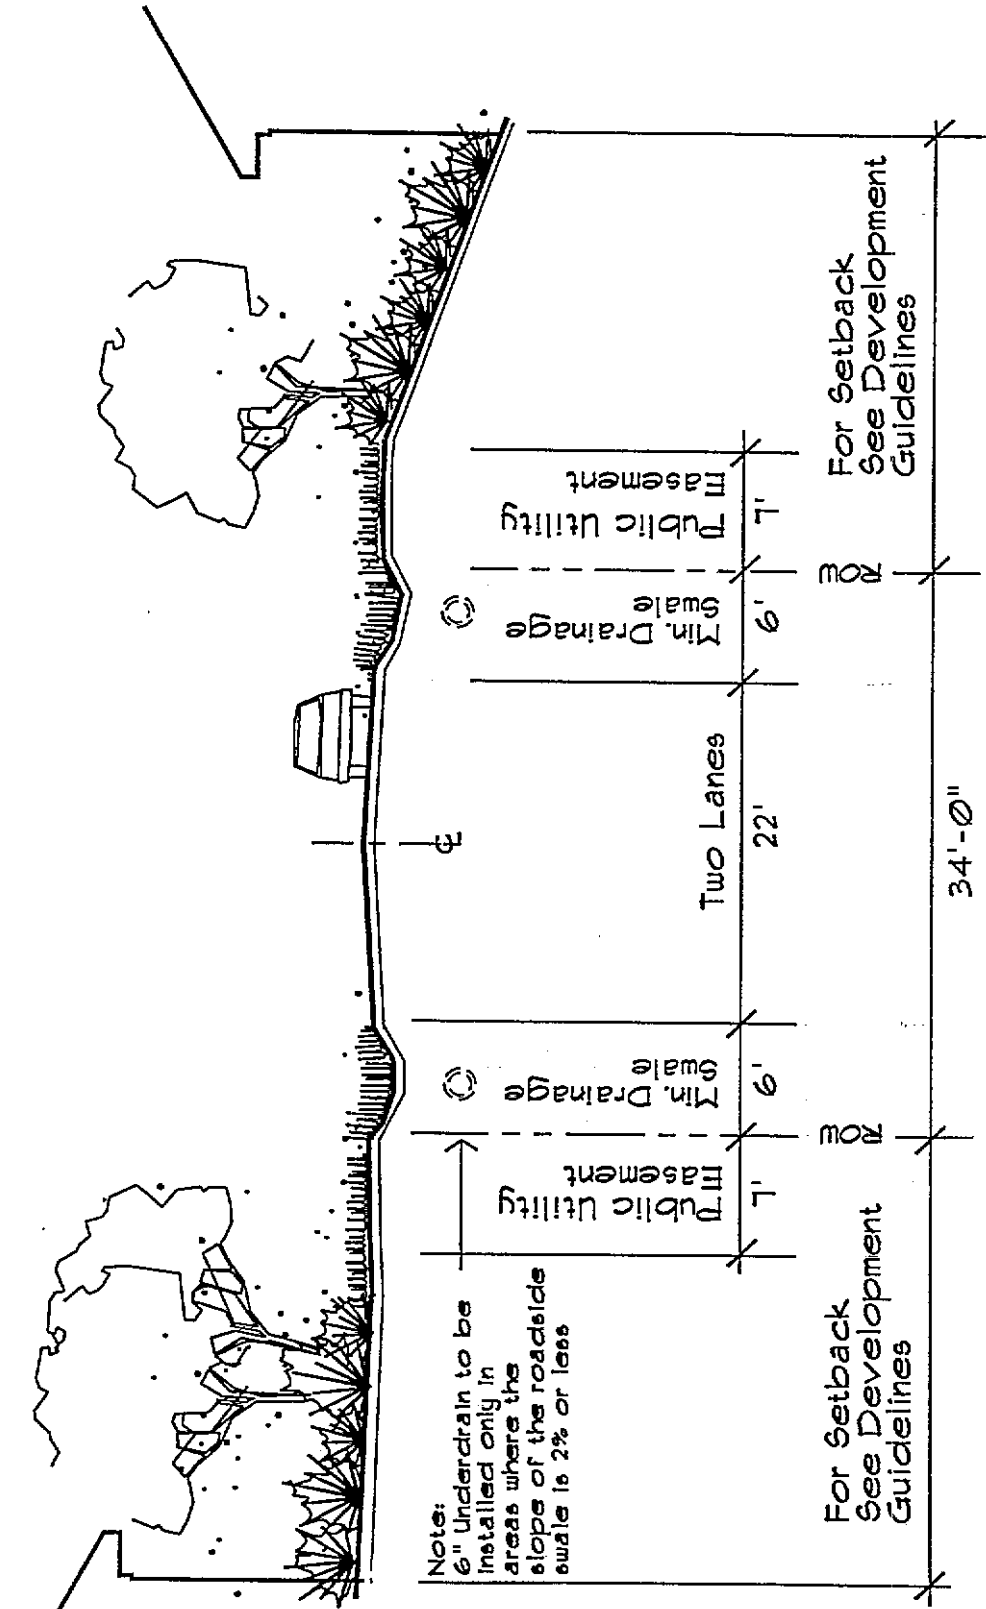 Note:
6" Underdrain to be
installed only in
areas where the
slope of the roadside
swale is 2% or less
Public Utility
Easement
7'
Min. Drainage
Swale
6'
Two Lanes
22'
Min. Drainage
Swale
6'
Public Utility
Easement
7'
℄
ROW
ROW
For Setback
See Development
Guidelines
34'-0"
For Setback
See Development
Guidelines